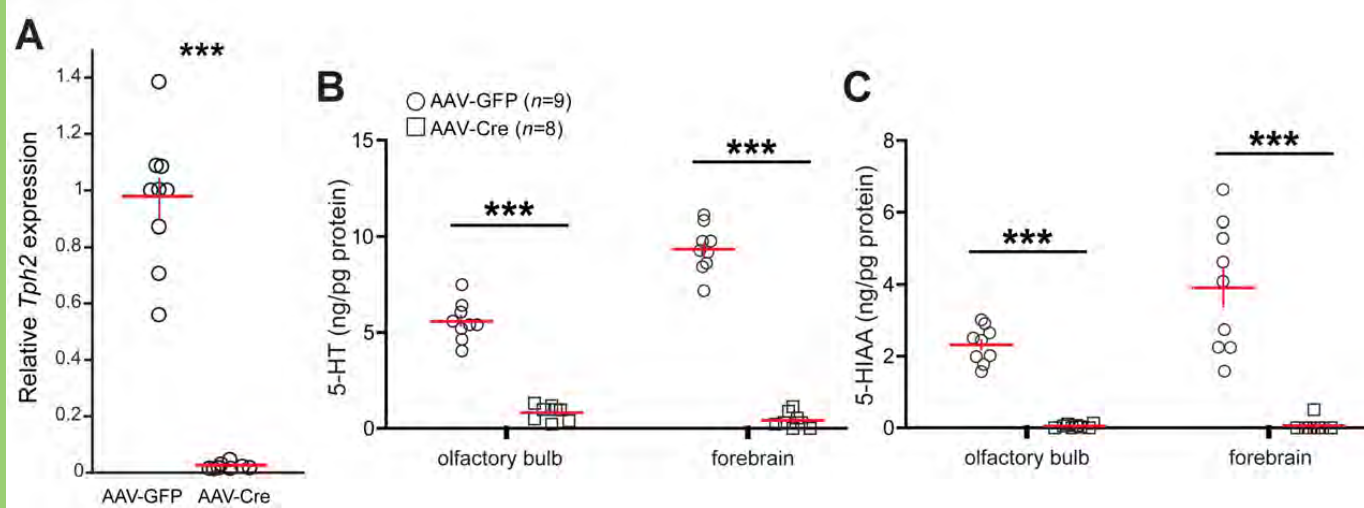 A
***
1.4
1.2
1
0.8
0.6
0.4
0.2
0
Relative Tph2 expression
AAV-GFP
AAV-Cre
B
AAV-GFP (n=9)
AAV-Cre (n=8)
15
10
5
0
5-HT (ng/pg protein)
***
***
olfactory bulb
forebrain
C
8
6
4
2
0
5-HIAA (ng/pg protein)
***
***
olfactory bulb
forebrain